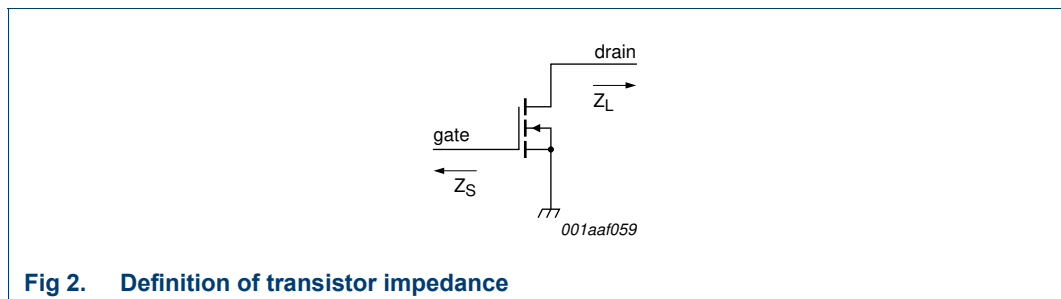 drain
Z_L
gate
Z_S
001aaf059
Fig 2. Definition of transistor impedance